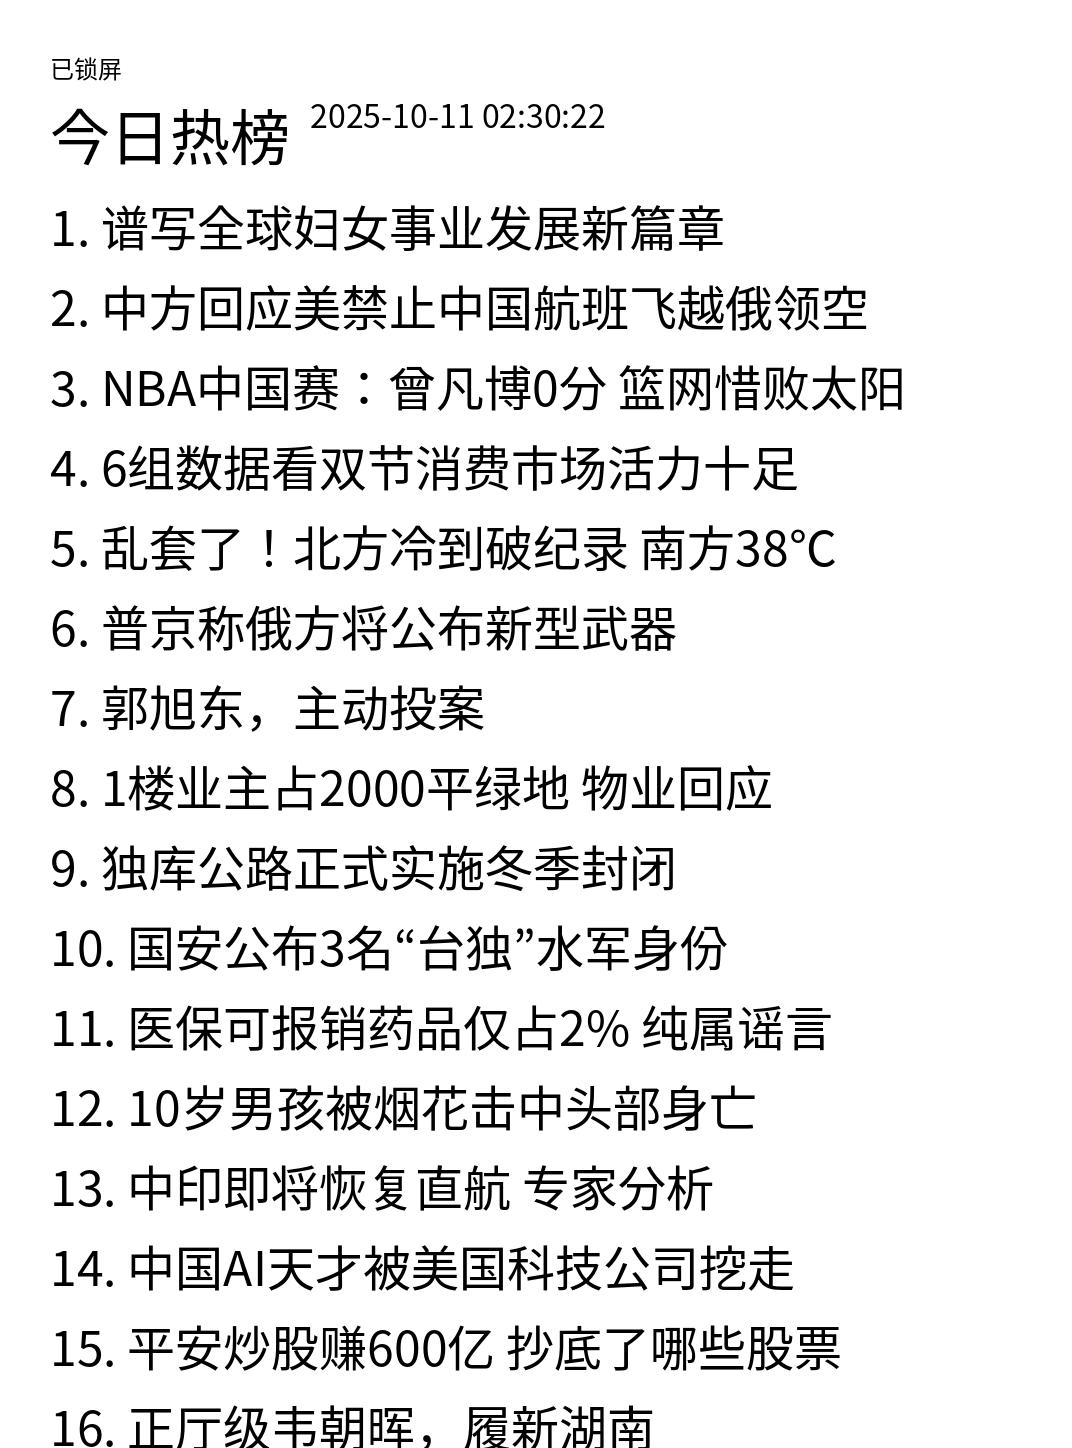 已锁屏
今日热榜 2025-10-11 02:30:22
1. 谱写全球妇女事业发展新篇章
2. 中方回应美禁止中国航班飞越俄领空
3. NBA中国赛：曾凡博0分 篮网惜败太阳
4. 6组数据看双节消费市场活力十足
5. 乱套了！北方冷到破纪录 南方38℃
6. 普京称俄方将公布新型武器
7. 郭旭东，主动投案
8. 1楼业主占2000平绿地 物业回应
9. 独库公路正式实施冬季封闭
10. 国安公布3名“台独”水军身份
11. 医保可报销药品仅占2% 纯属谣言
12. 10岁男孩被烟花击中头部身亡
13. 中印即将恢复直航 专家分析
14. 中国AI天才被美国科技公司挖走
15. 平安炒股赚600亿 抄底了哪些股票
16. 正厅级韦朝晖，履新湖南